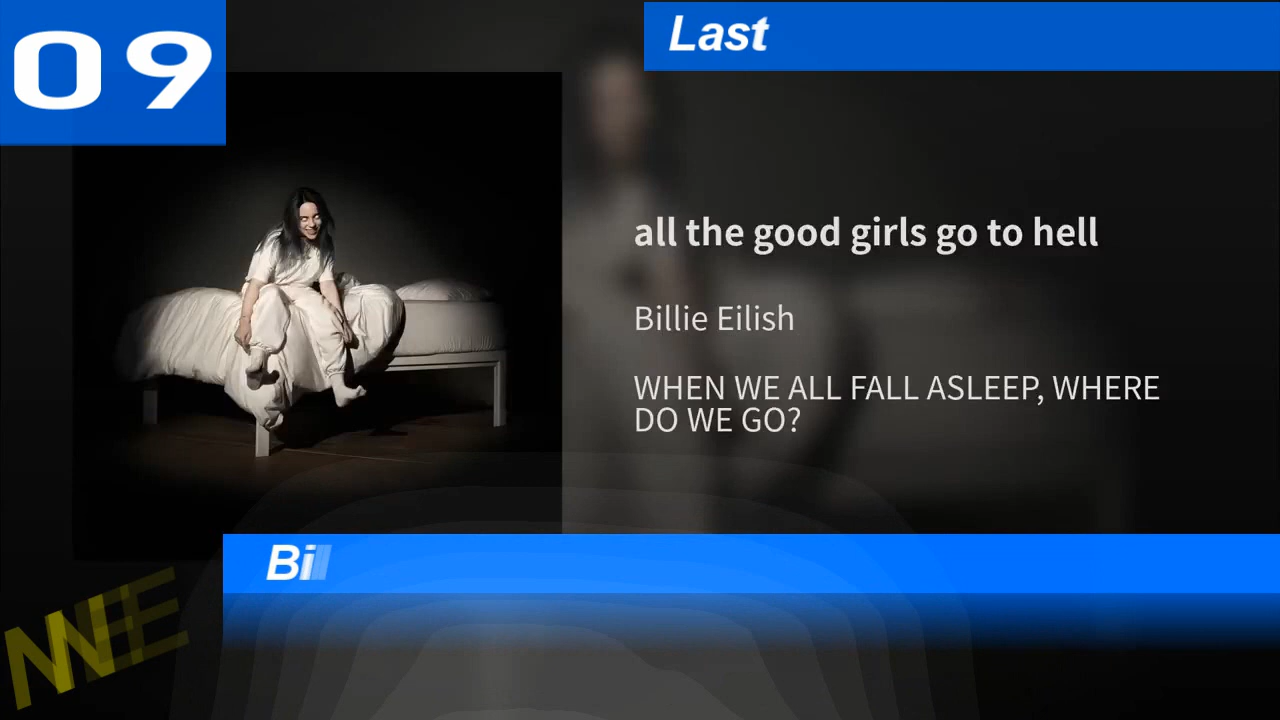 09
Last
all the good girls go to hell
Billie Eilish
WHEN WE ALL FALL ASLEEP, WHERE
DO WE GO?
Bil